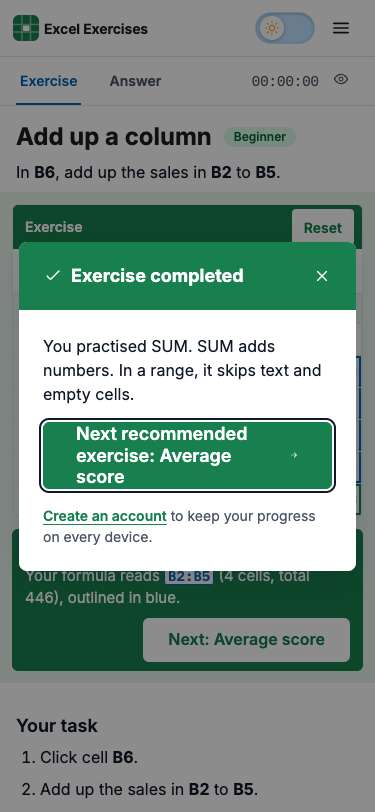 Excel Exercises
Exercise
Answer
00:00:00
Add up a column
Beginner
In B6, add up the sales in B2 to B5.
Exercise
Reset
Exercise completed
You practised SUM. SUM adds
numbers. In a range, it skips text and
empty cells.
Next recommended
exercise: Average
score
Create an account to keep your progress
on every device.
Your formula reads B2:B5 (4 cells, total
446), outlined in blue.
Next: Average score
Your task
1. Click cell B6.
2. Add up the sales in B2 to B5.